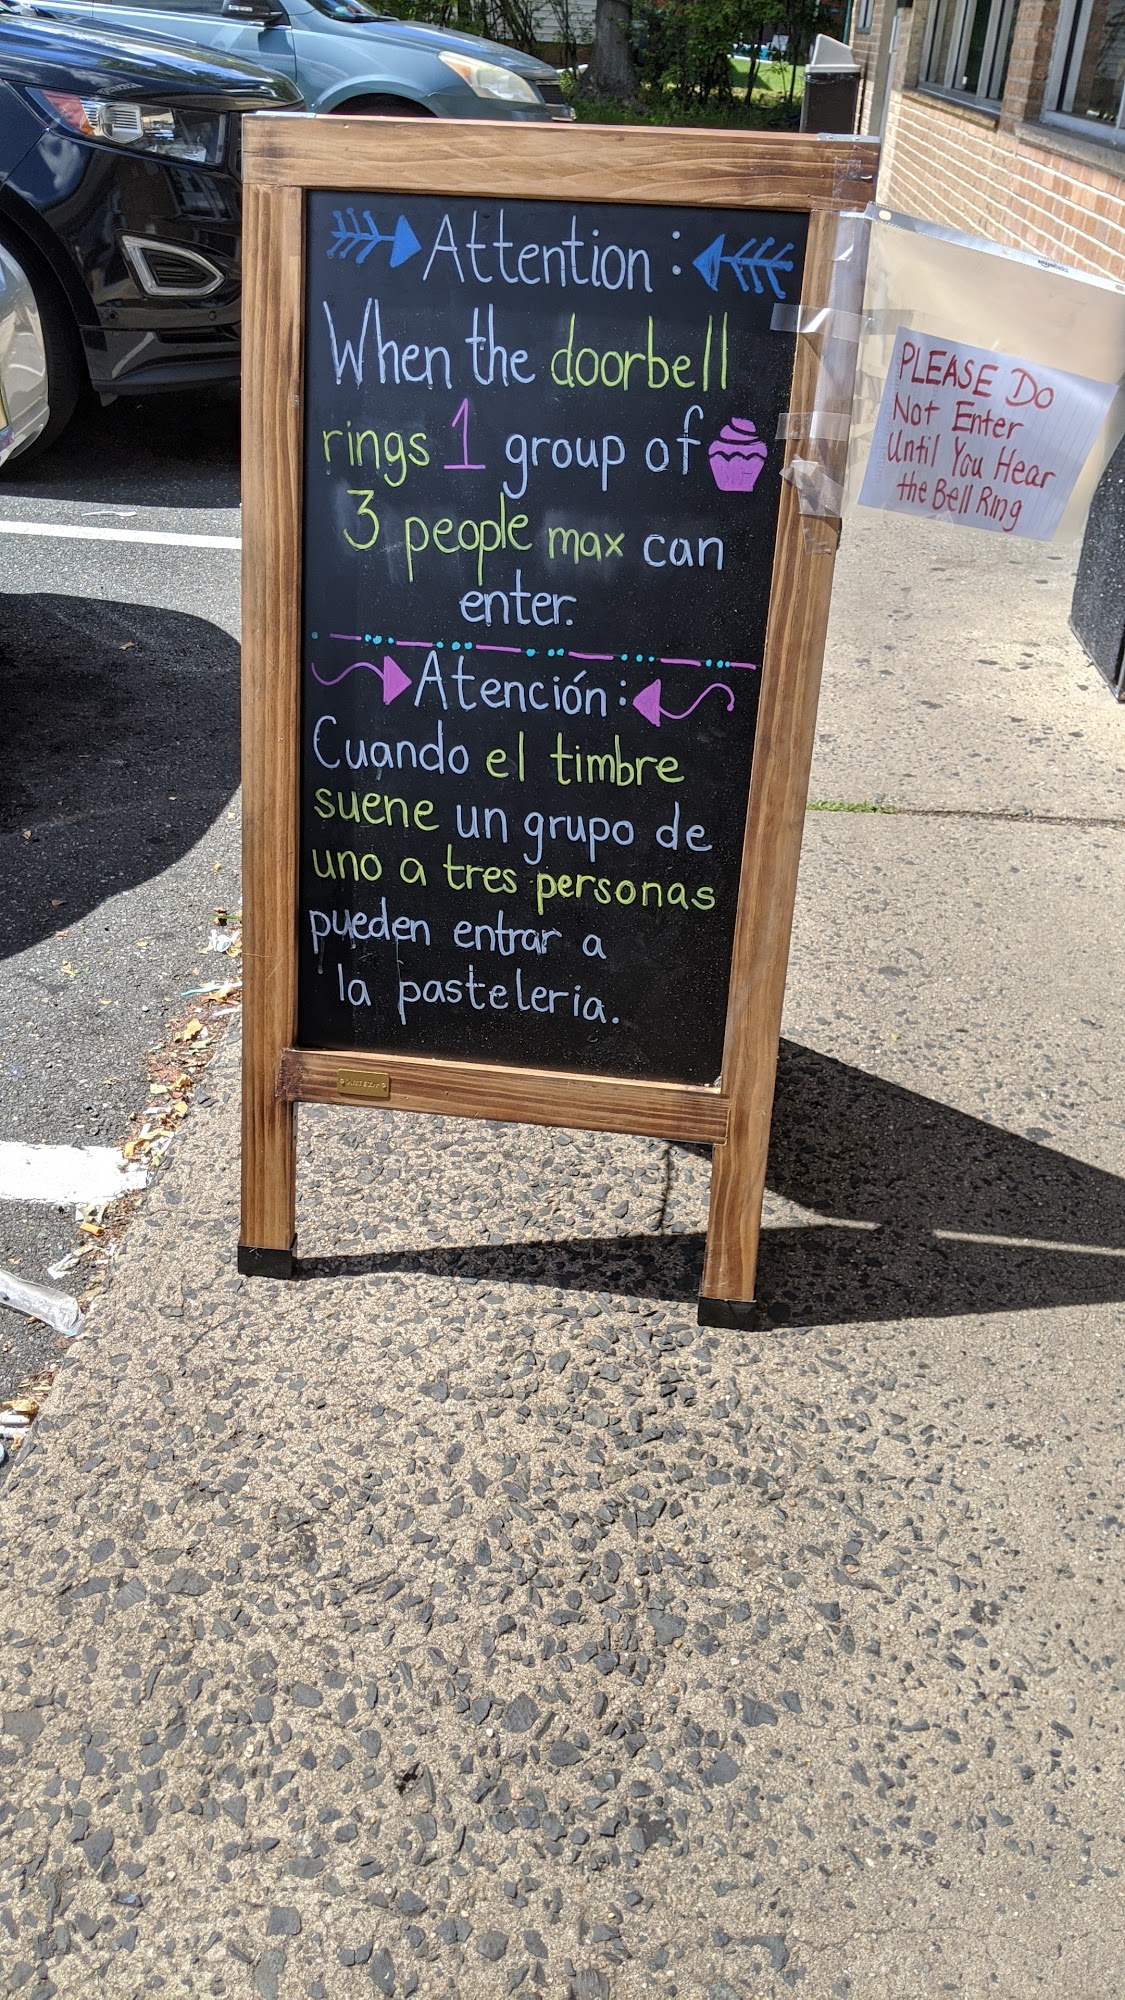 Attention:
When the doorbell
rings 1 group of
3 people max can
enter.
Atención:
Cuando el timbre
suene un grupo de
uno a tres personas
pueden entrar a
la pasteleria.
PLEASE DO
Not Enter
Until You Hear
the Bell Ring